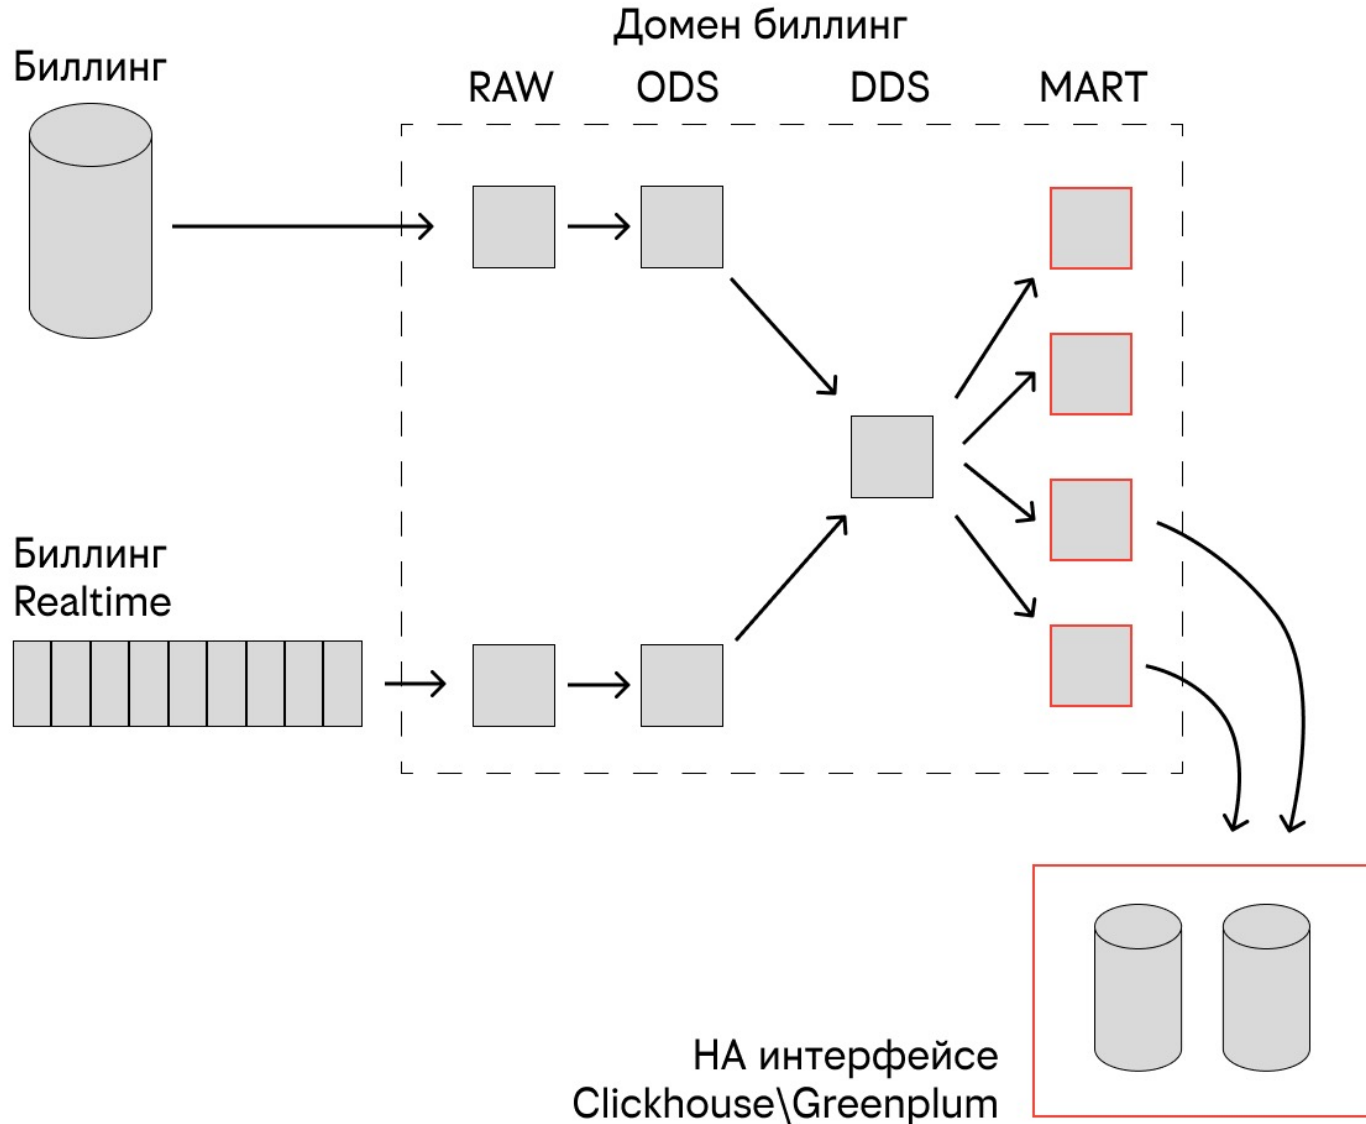 Домен биллинг
Биллинг
RAW ODS DDS MART
Биллинг
Realtime
НА интерфейсе
Clickhouse\Greenplum